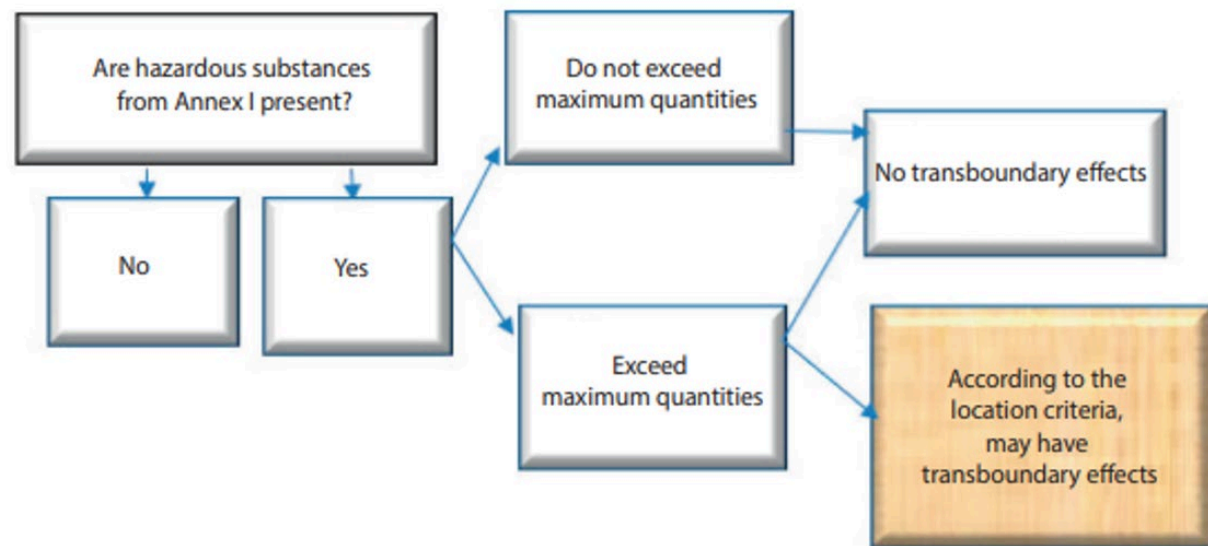 Are hazardous substances
from Annex I present?
No
Yes
Do not exceed
maximum quantities
Exceed
maximum quantities
No transboundary effects
According to the
location criteria,
may have
transboundary effects